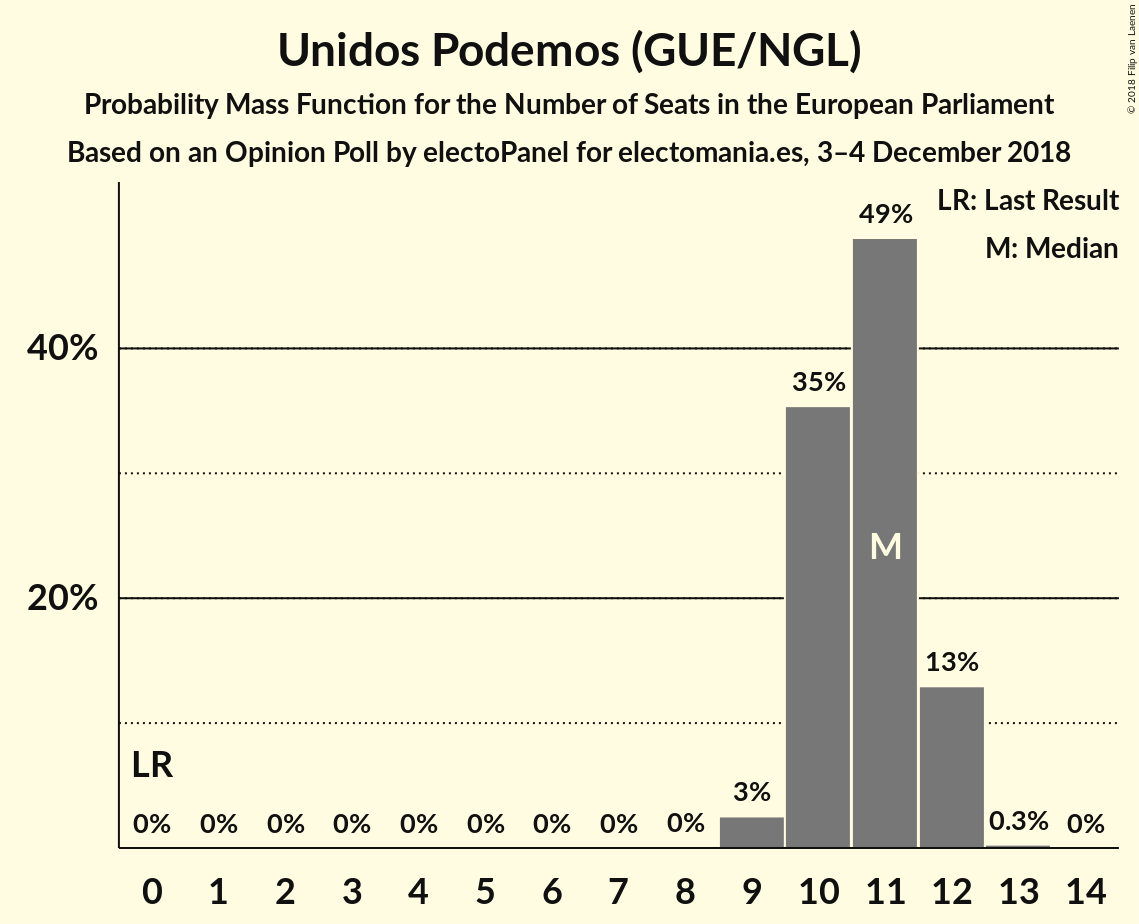 Unidos Podemos (GUE/NGL)
Probability Mass Function for the Number of Seats in the European Parliament
Based on an Opinion Poll by electoPanel for electomania.es, 3–4 December 2018
© 2018 Filip van Laenen
LR: Last Result
M: Median
49%
40%
35%
M
20%
13%
LR
3%
0% 0% 0% 0% 0% 0% 0% 0% 0% 0.3% 0%
0 1 2 3 4 5 6 7 8 9 10 11 12 13 14